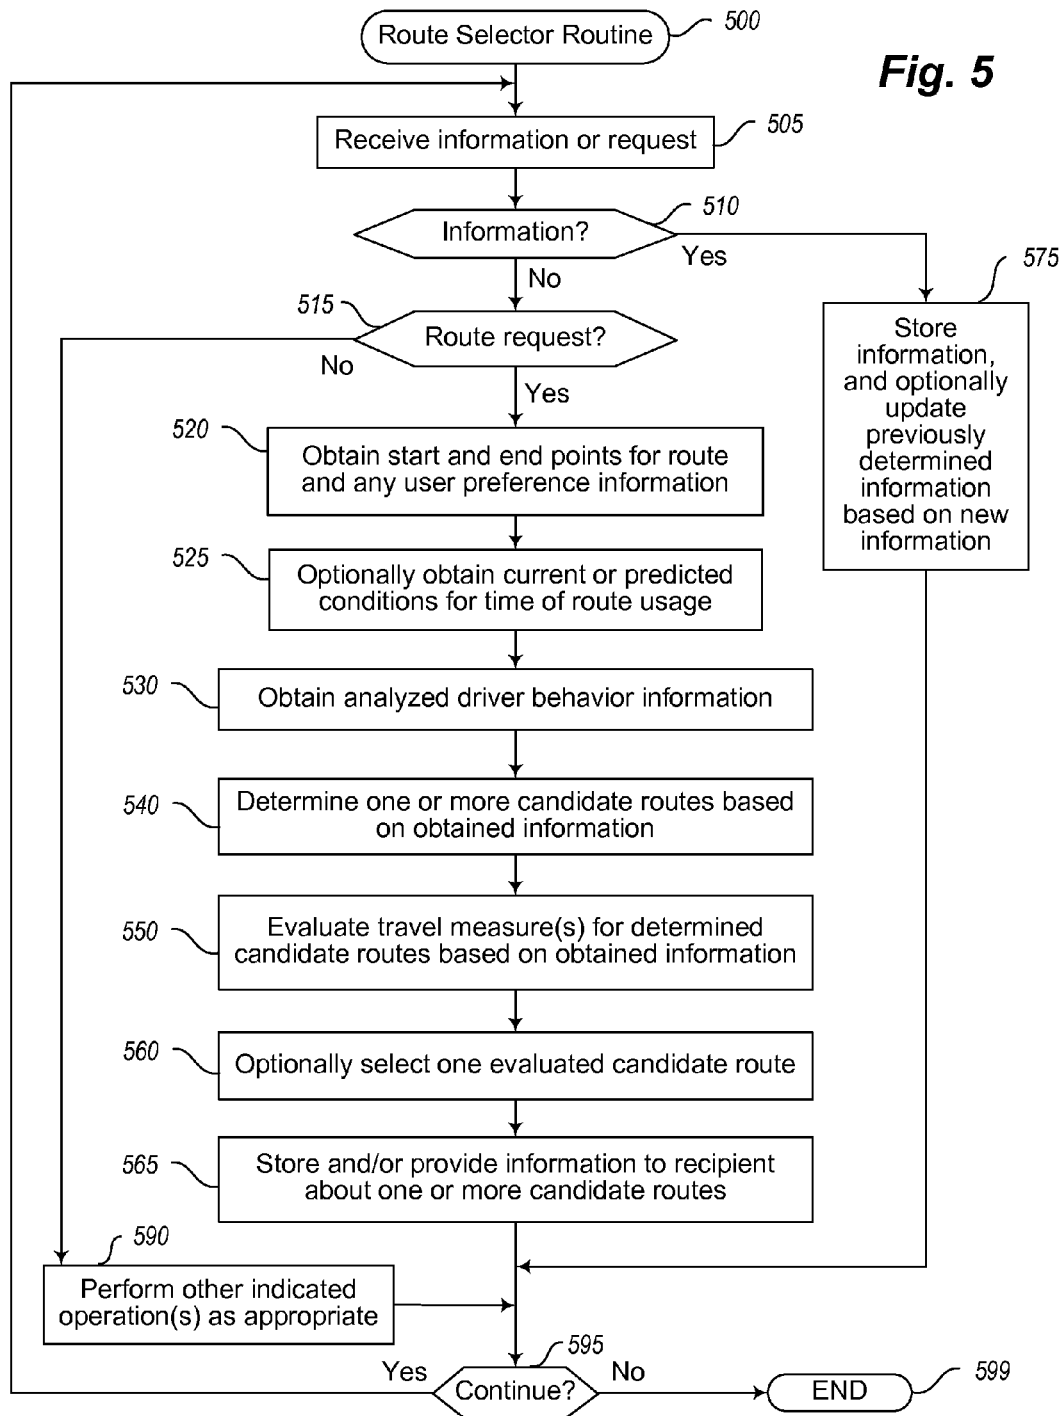 Route Selector Routine
500
Fig. 5
Receive information or request
505
Information?
510
Yes
No
575
Store
information,
and optionally
update
previously
determined
information
based on new
information
515
Route request?
No
Yes
520
Obtain start and end points for route
and any user preference information
525
Optionally obtain current or predicted
conditions for time of route usage
530
Obtain analyzed driver behavior information
540
Determine one or more candidate routes based
on obtained information
550
Evaluate travel measure(s) for determined
candidate routes based on obtained information
560
Optionally select one evaluated candidate route
565
Store and/or provide information to recipient
about one or more candidate routes
590
Perform other indicated
operation(s) as appropriate
595
Yes
Continue?
No
END
599